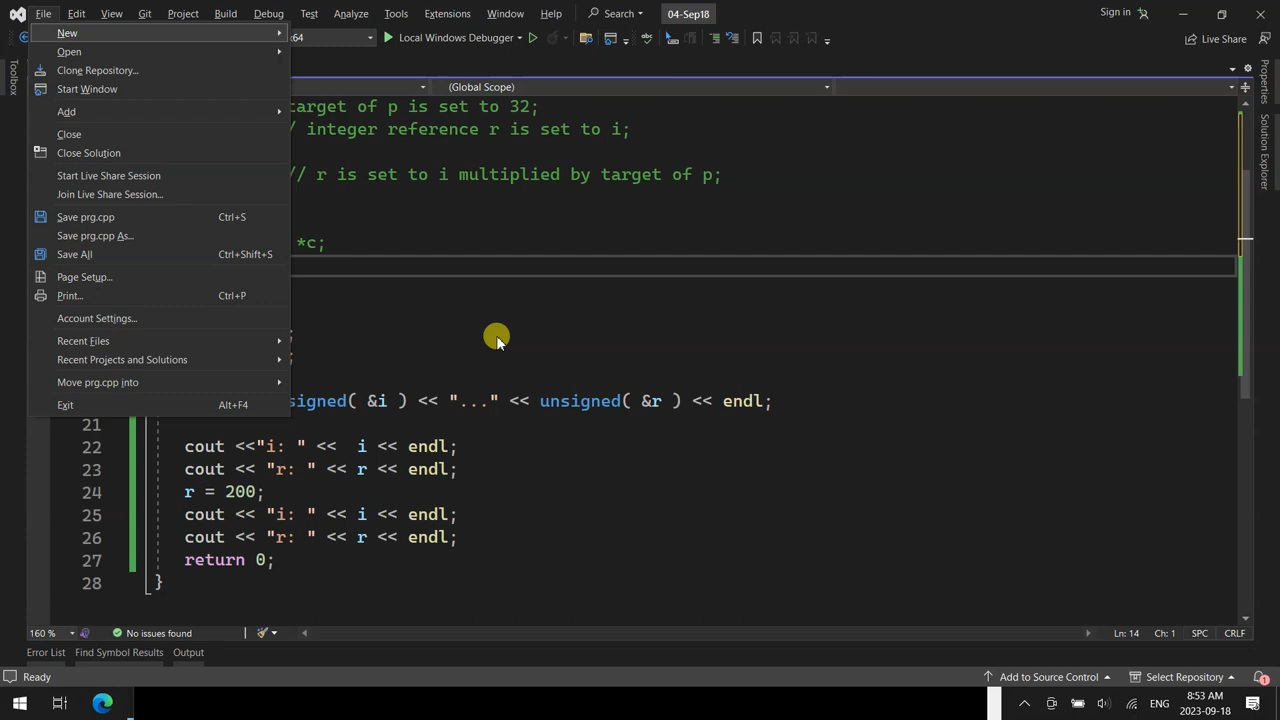 File Edit View Git Project Build Debug Test Analyze Tools Extensions Window Help Search 04-Sep18 Sign in
New
Open
Clone Repository...
Start Window
Add
Close
Close Solution
Start Live Share Session
Join Live Share Session...
Save prg.cpp Ctrl+S
Save prg.cpp As...
Save All Ctrl+Shift+S
Page Setup...
Print... Ctrl+P
Account Settings...
Recent Files
Recent Projects and Solutions
Move prg.cpp into
Exit Alt+F4
64 Local Windows Debugger Live Share
Toolbox
Properties
Solution Explorer
(Global Scope)
target of p is set to 32;
// integer reference r is set to i;
// r is set to i multiplied by target of p;
*c;
;
;
signed( &i ) << "..." << unsigned( &r ) << endl;
21
22 cout <<"i: " << i << endl;
23 cout << "r: " << r << endl;
24 r = 200;
25 cout << "i: " << i << endl;
26 cout << "r: " << r << endl;
27 return 0;
28 }
160 % No issues found Ln: 14 Ch: 1 SPC CRLF
Error List Find Symbol Results Output
Ready Add to Source Control Select Repository 1
ENG 8:53 AM
2023-09-18